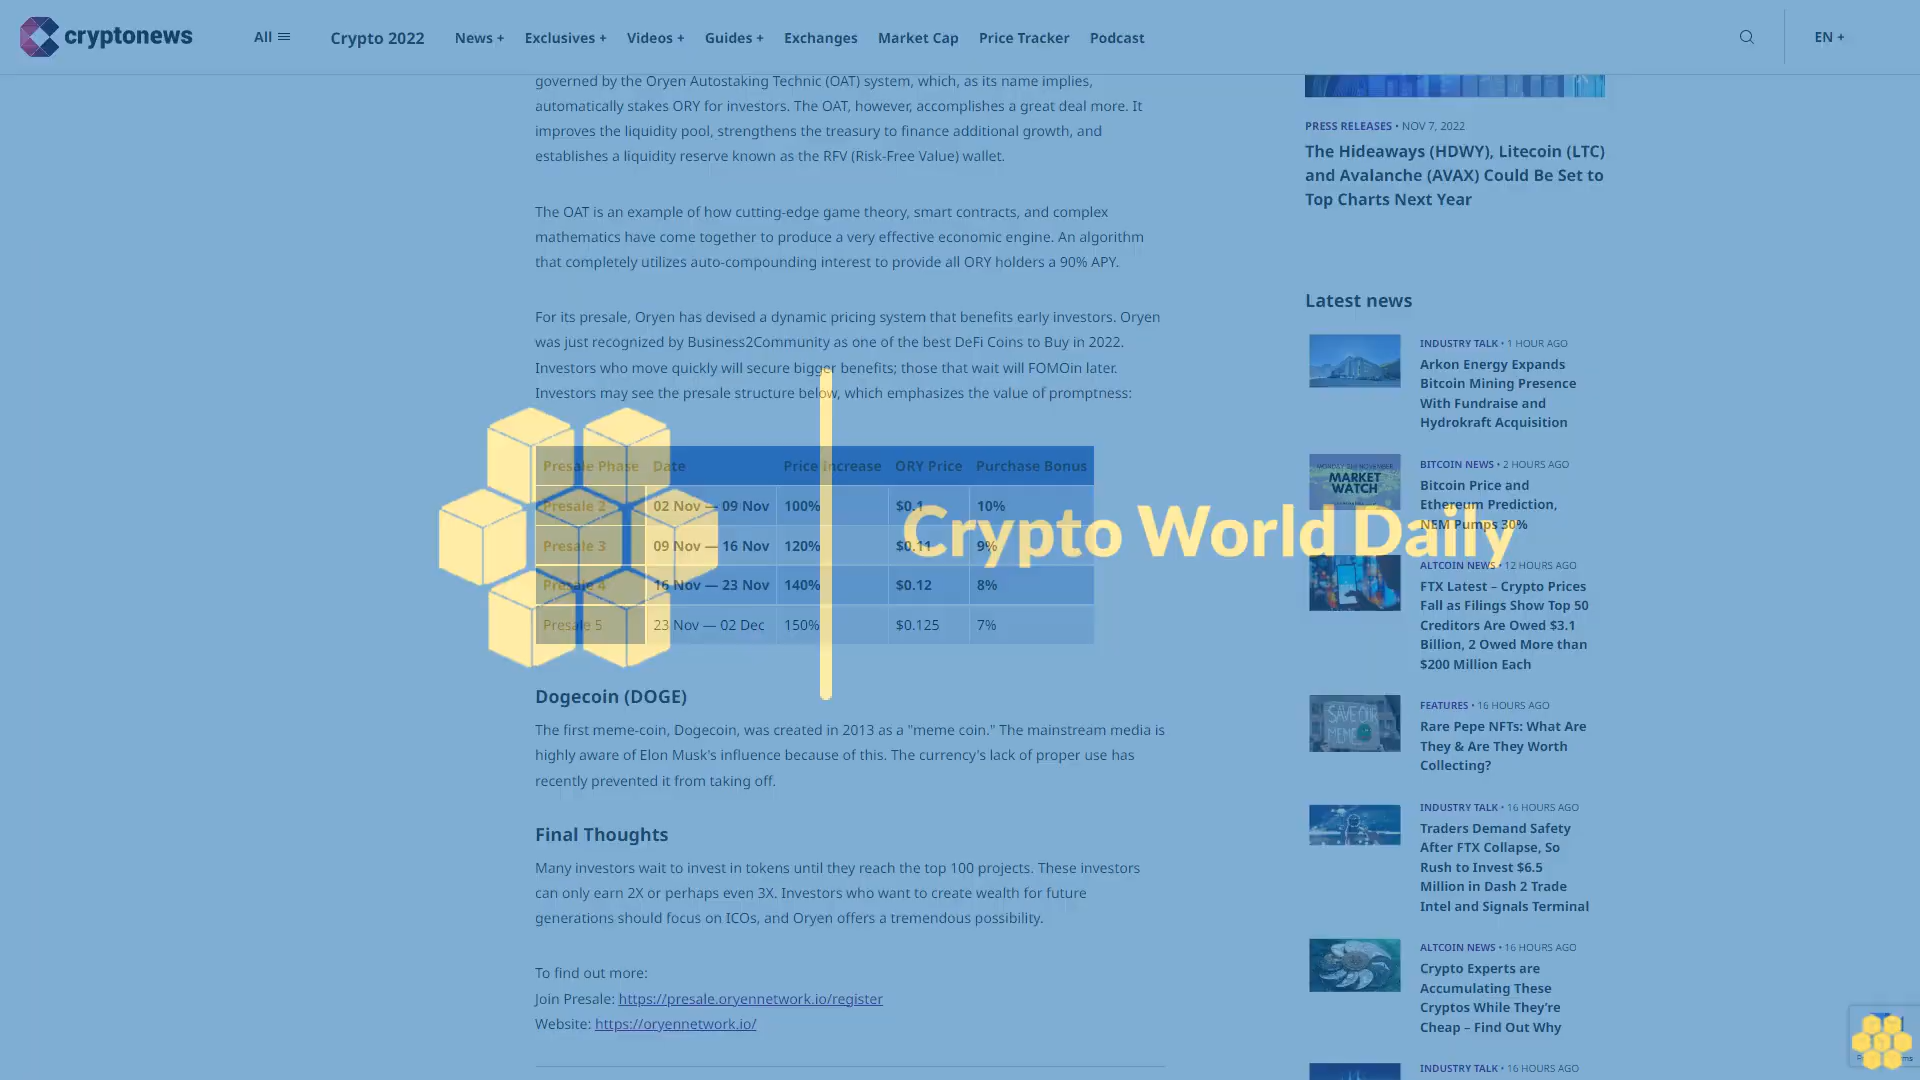 cryptonews
All
Crypto 2022
News +
Exclusives +
Videos +
Guides +
Exchanges
Market Cap
Price Tracker
Podcast
EN +
governed by the Oryen Autostaking Technic (OAT) system, which, as its name implies,
automatically stakes ORY for investors. The OAT, however, accomplishes a great deal more. It
improves the liquidity pool, strengthens the treasury to finance additional growth, and
establishes a liquidity reserve known as the RFV (Risk-Free Value) wallet.
The OAT is an example of how cutting-edge game theory, smart contracts, and complex
mathematics have come together to produce a very effective economic engine. An algorithm
that completely utilizes auto-compounding interest to provide all ORY holders a 90% APY.
For its presale, Oryen has devised a dynamic pricing system that benefits early investors. Oryen
was just recognized by Business2Community as one of the best DeFi Coins to Buy in 2022.
Investors who move quickly will secure bigger benefits; those that wait will FOMOin later.
Investors may see the presale structure below, which emphasizes the value of promptness:
Presale Phase Date Price Increase ORY Price Purchase Bonus
Presale 2 02 Nov — 09 Nov 100% $0.1 10%
Presale 3 09 Nov — 16 Nov 120% $0.11 9%
Presale 4 16 Nov — 23 Nov 140% $0.12 8%
Presale 5 23 Nov — 02 Dec 150% $0.125 7%
Crypto World Daily
Dogecoin (DOGE)
The first meme-coin, Dogecoin, was created in 2013 as a "meme coin." The mainstream media is
highly aware of Elon Musk's influence because of this. The currency's lack of proper use has
recently prevented it from taking off.
Final Thoughts
Many investors wait to invest in tokens until they reach the top 100 projects. These investors
can only earn 2X or perhaps even 3X. Investors who want to create wealth for future
generations should focus on ICOs, and Oryen offers a tremendous possibility.
To find out more:
Join Presale: https://presale.oryennetwork.io/register
Website: https://oryennetwork.io/
PRESS RELEASES • NOV 7, 2022
The Hideaways (HDWY), Litecoin (LTC)
and Avalanche (AVAX) Could Be Set to
Top Charts Next Year
Latest news
INDUSTRY TALK • 1 HOUR AGO
Arkon Energy Expands
Bitcoin Mining Presence
With Fundraise and
Hydrokraft Acquisition
MARKET
WATCH
BITCOIN NEWS • 2 HOURS AGO
Bitcoin Price and
Ethereum Prediction,
NEM Pumps 30%
ALTCOIN NEWS • 12 HOURS AGO
FTX Latest – Crypto Prices
Fall as Filings Show Top 50
Creditors Are Owed $3.1
Billion, 2 Owed More than
$200 Million Each
SAVE OUR
MEME
FEATURES • 16 HOURS AGO
Rare Pepe NFTs: What Are
They & Are They Worth
Collecting?
INDUSTRY TALK • 16 HOURS AGO
Traders Demand Safety
After FTX Collapse, So
Rush to Invest $6.5
Million in Dash 2 Trade
Intel and Signals Terminal
ALTCOIN NEWS • 16 HOURS AGO
Crypto Experts are
Accumulating These
Cryptos While They're
Cheap – Find Out Why
INDUSTRY TALK • 16 HOURS AGO